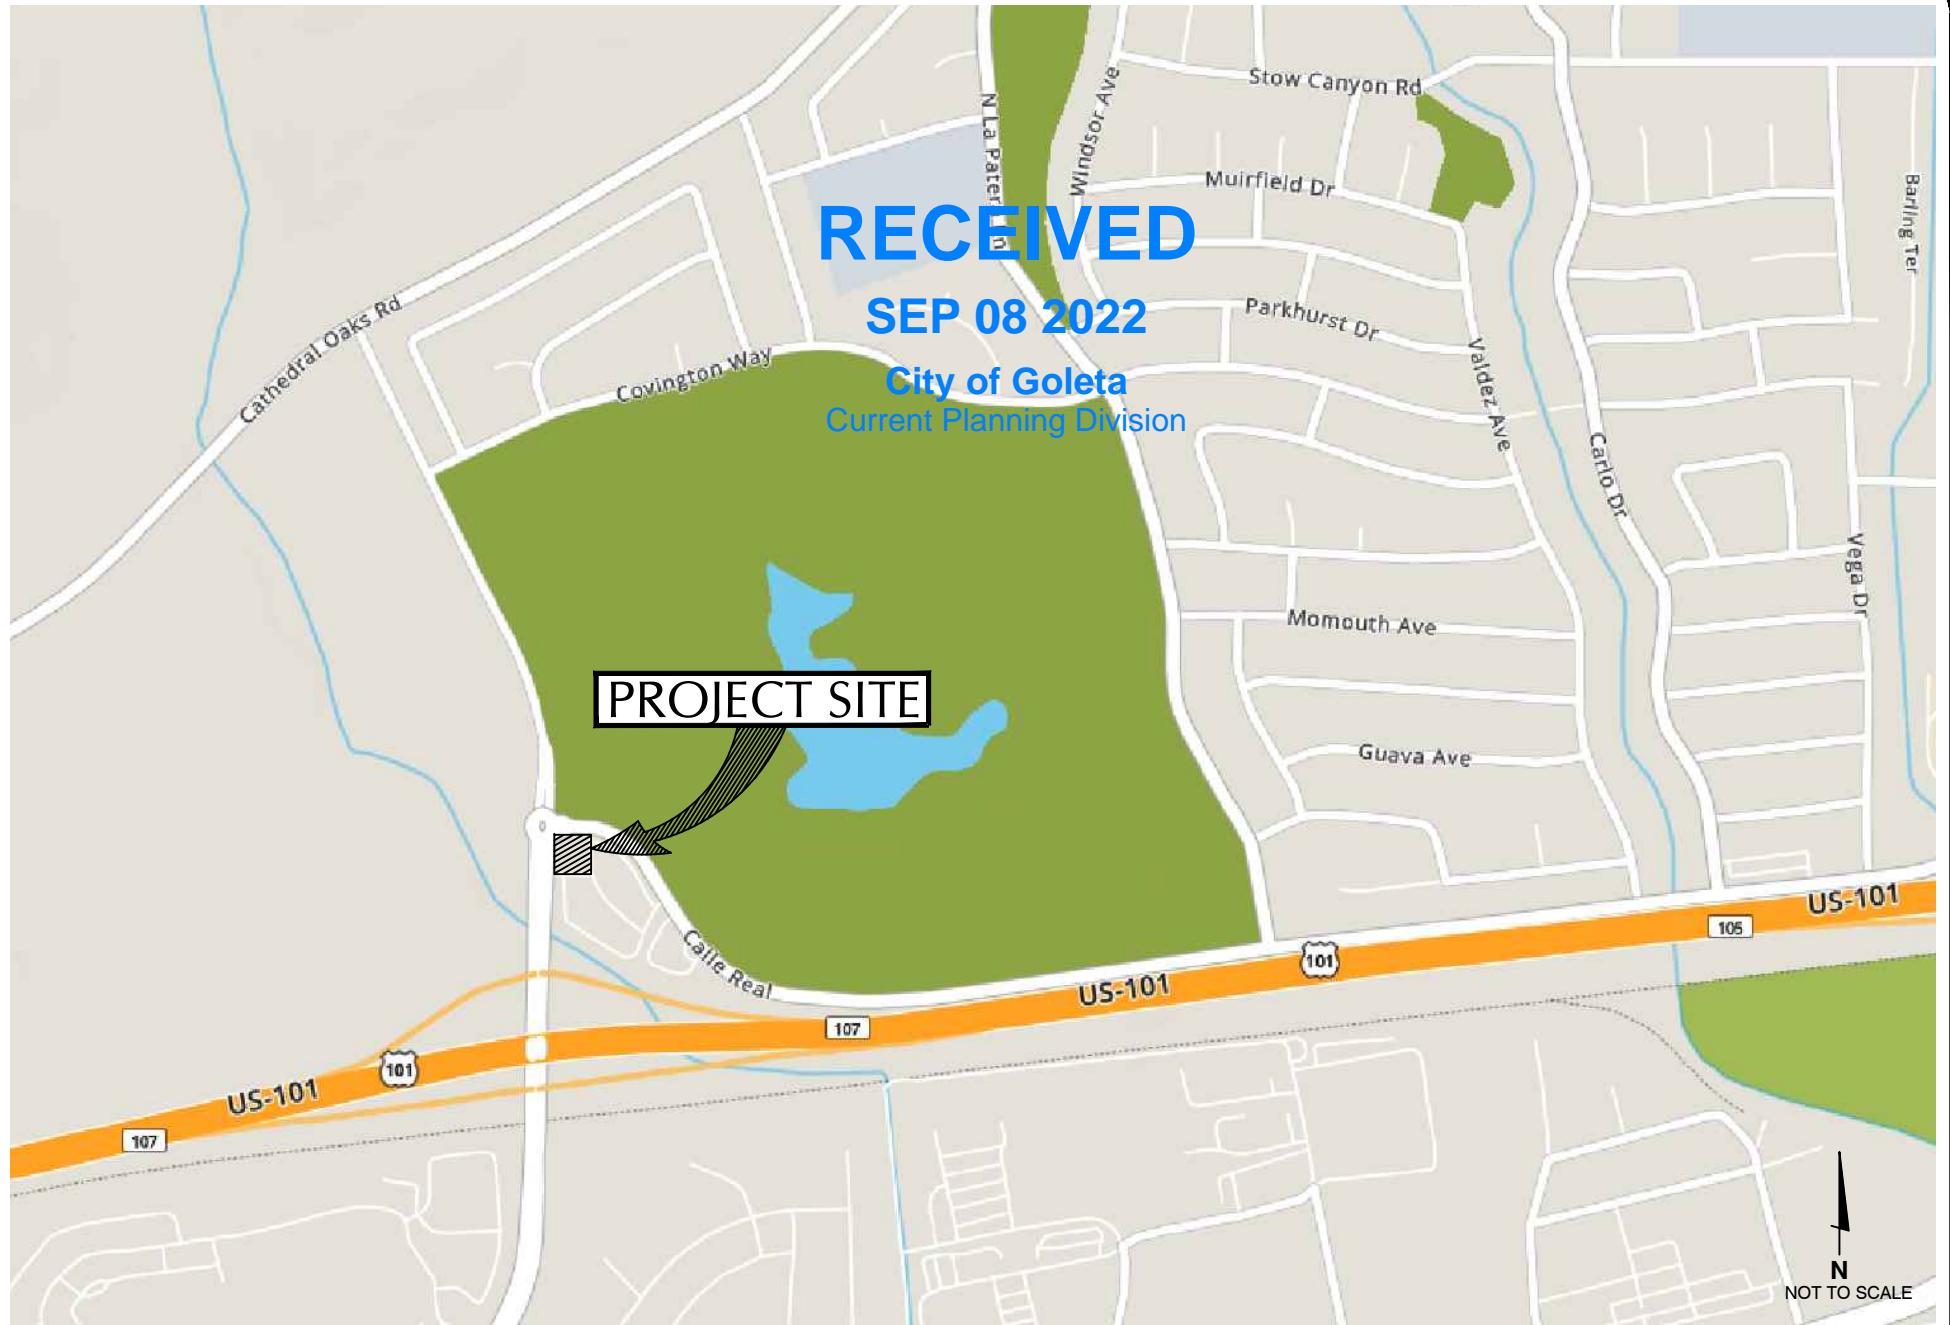 Stow Canyon Rd
Windsor Ave
N La Patera Ln
Muirfield Dr
Barling Ter
RECEIVED
SEP 08 2022
City of Goleta
Current Planning Division
Cathedral Oaks Rd
Covington Way
Parkhurst Dr
Valdez Ave
Carlo Dr
Vega Dr
Momouth Ave
PROJECT SITE
Guava Ave
Calle Real
US-101
105
101
US-101
107
101
US-101
107
N
NOT TO SCALE